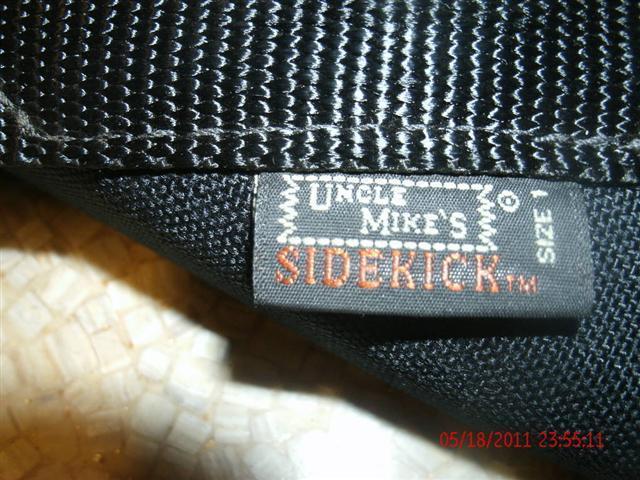 UNCLE
MIKE'S ®
SIDEKICK™
SIZE 1
05/18/2011 23:55:11